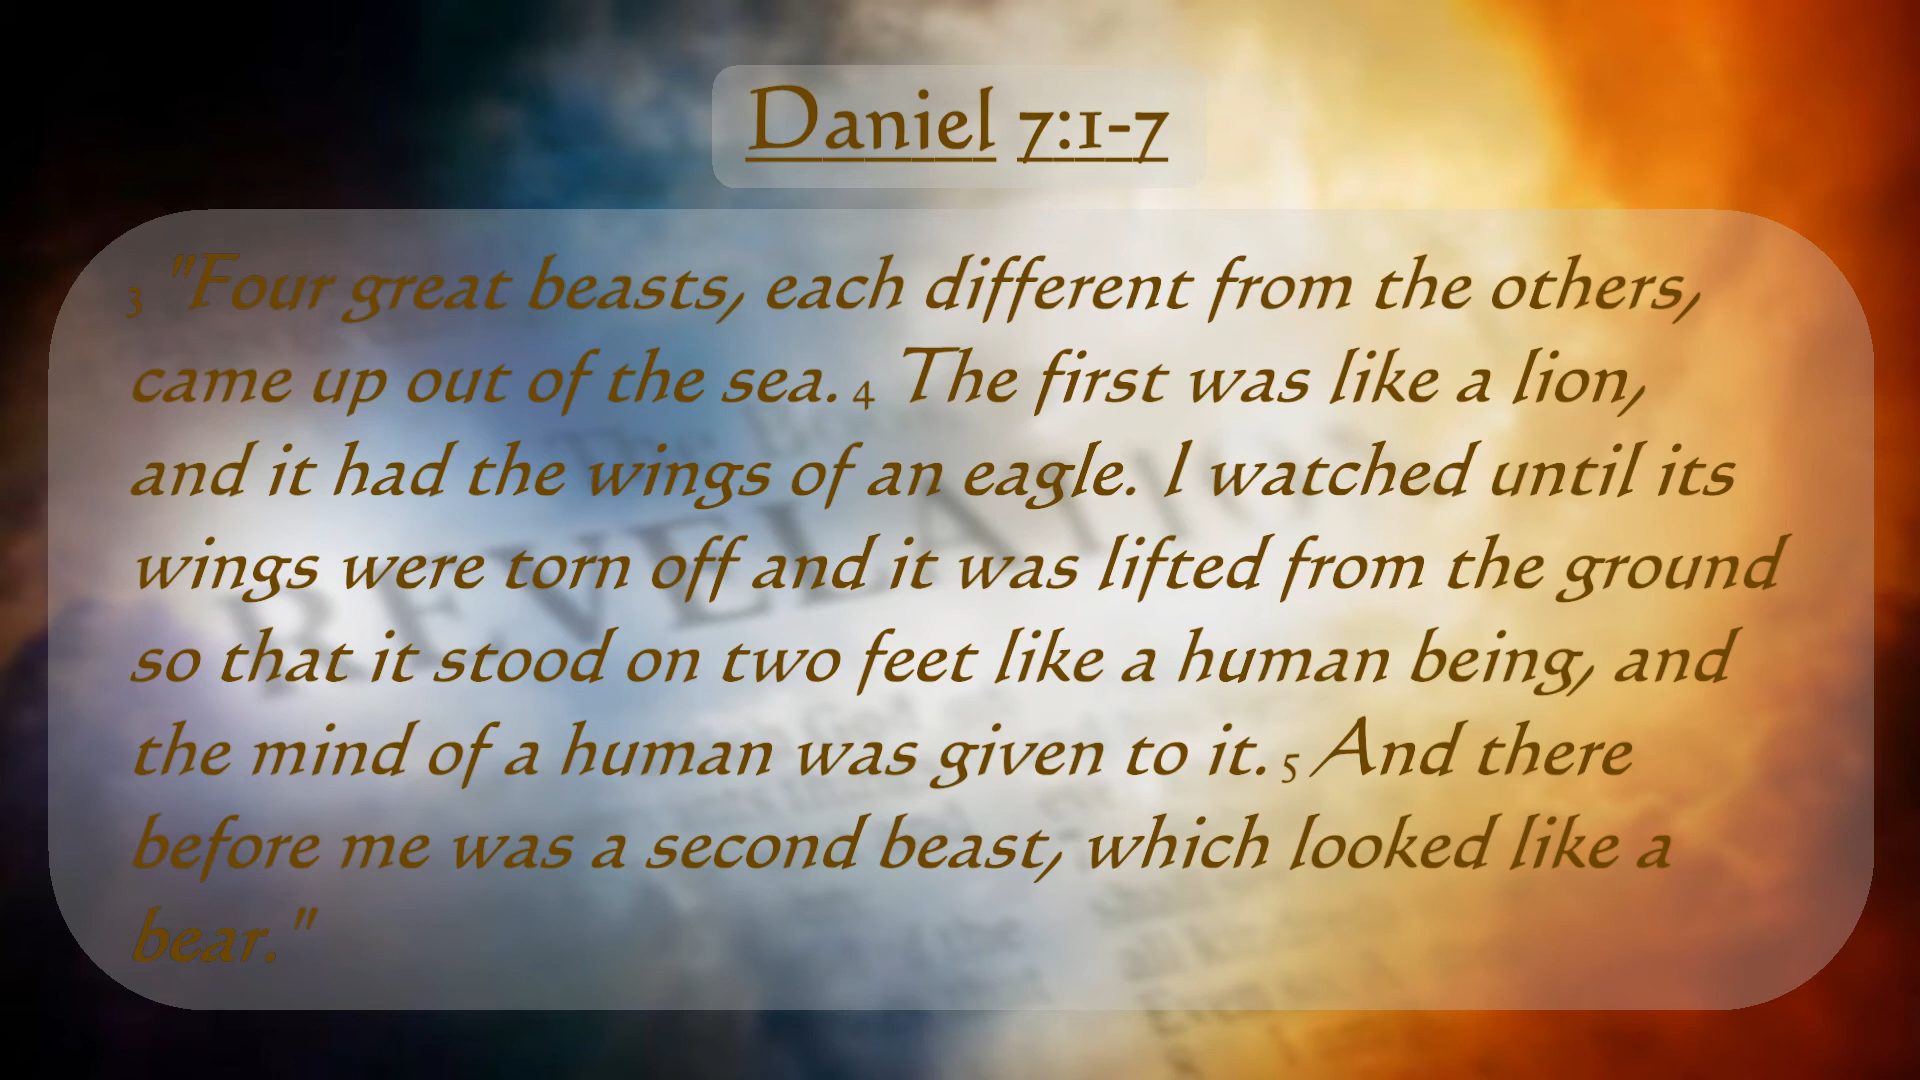 Daniel 7:1-7
3 "Four great beasts, each different from the others,
came up out of the sea. 4 The first was like a lion,
and it had the wings of an eagle. I watched until its
wings were torn off and it was lifted from the ground
so that it stood on two feet like a human being, and
the mind of a human was given to it. 5 And there
before me was a second beast, which looked like a
bear."
The Book
REVELATION